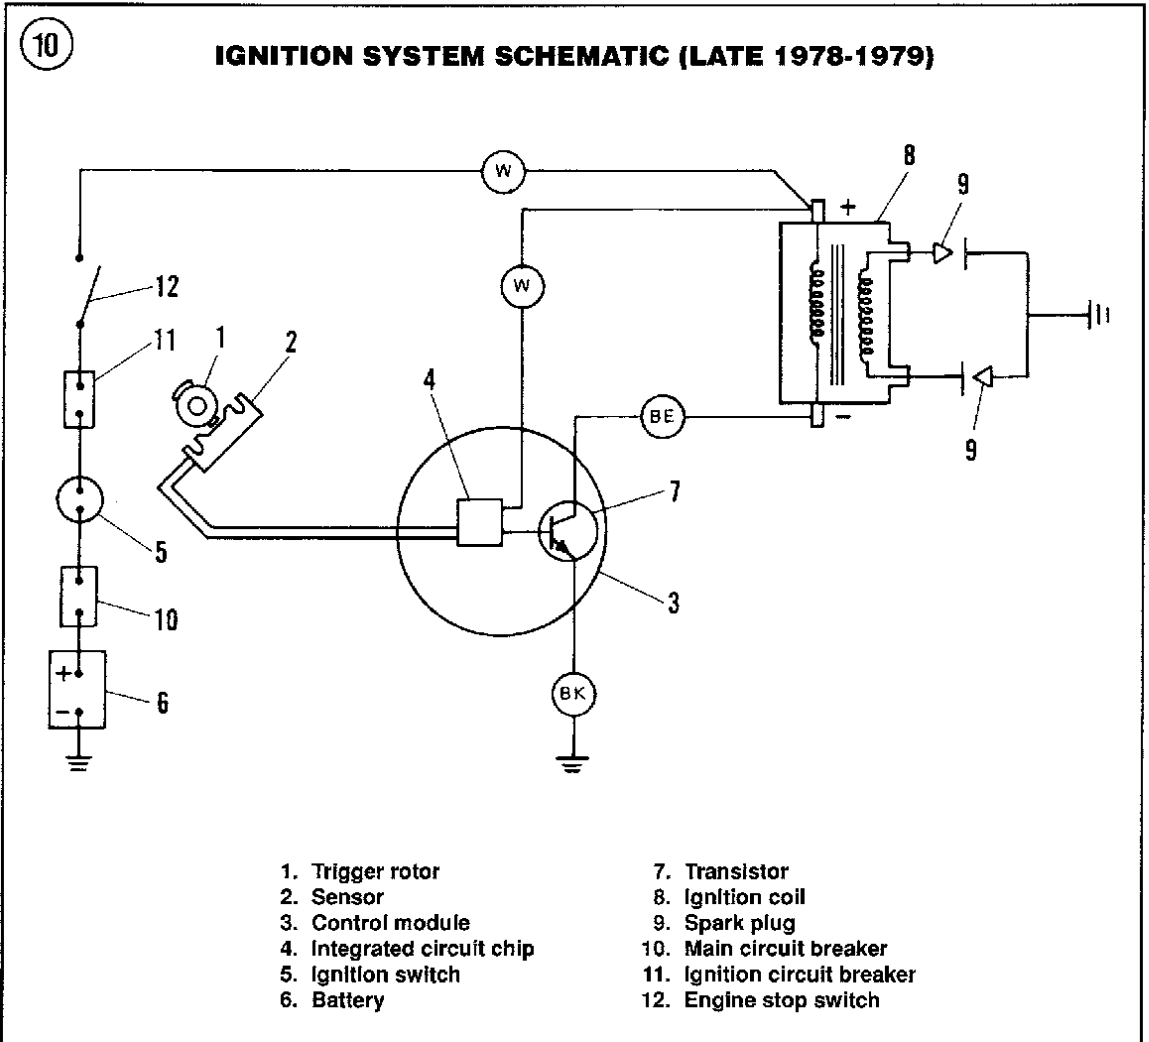 10
IGNITION SYSTEM SCHEMATIC (LATE 1978-1979)
W
8
9
+
12
W
11
1
2
4
BE
−
9
7
5
10
3
+
−
6
BK
1. Trigger rotor
2. Sensor
3. Control module
4. Integrated circuit chip
5. Ignition switch
6. Battery
7. Transistor
8. Ignition coil
9. Spark plug
10. Main circuit breaker
11. Ignition circuit breaker
12. Engine stop switch